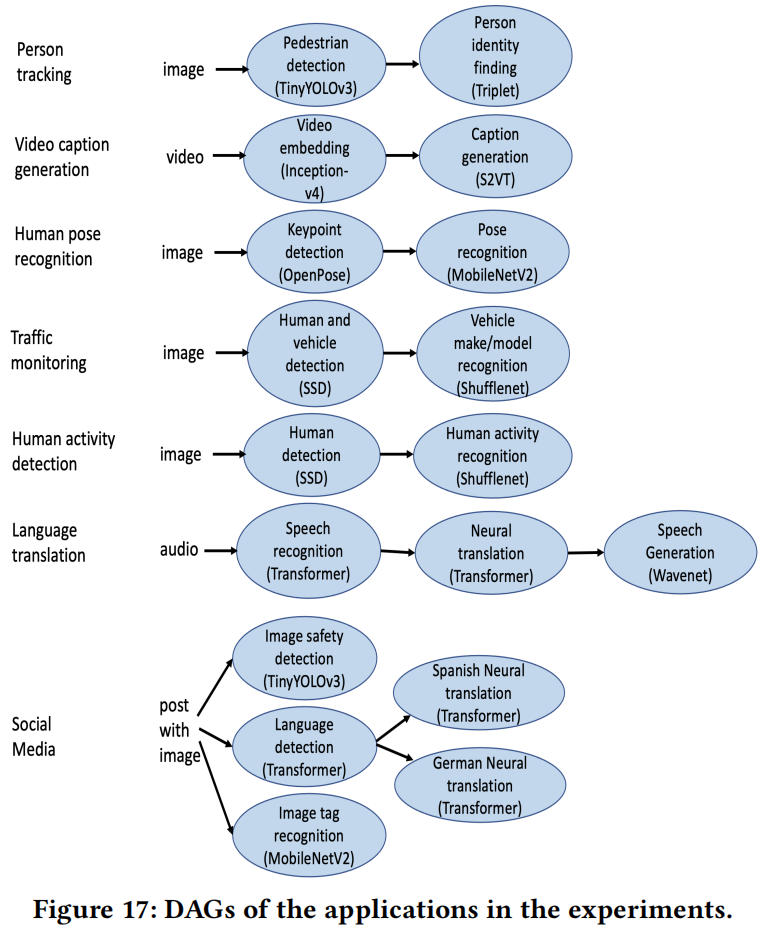 Person
tracking
image
Pedestrian
detection
(TinyYOLOv3)
Person
identity
finding
(Triplet)
Video caption
generation
video
Video
embedding
(Inception-
v4)
Caption
generation
(S2VT)
Human pose
recognition
image
Keypoint
detection
(OpenPose)
Pose
recognition
(MobileNetV2)
Traffic
monitoring
image
Human and
vehicle
detection
(SSD)
Vehicle
make/model
recognition
(Shufflenet)
Human activity
detection
image
Human
detection
(SSD)
Human activity
recognition
(Shufflenet)
Language
translation
audio
Speech
recognition
(Transformer)
Neural
translation
(Transformer)
Speech
Generation
(Wavenet)
Social
Media
post
with
image
Image safety
detection
(TinyYOLOv3)
Language
detection
(Transformer)
Image tag
recognition
(MobileNetV2)
Spanish Neural
translation
(Transformer)
German Neural
translation
(Transformer)
Figure 17: DAGs of the applications in the experiments.